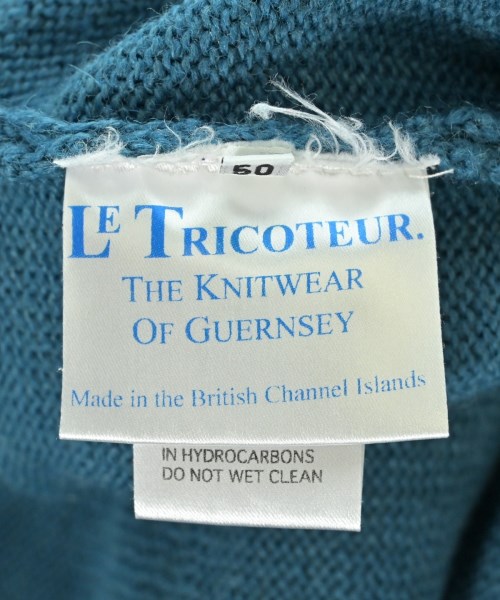 50
LE TRICOTEUR.
THE KNITWEAR
OF GUERNSEY
Made in the British Channel Islands
IN HYDROCARBONS
DO NOT WET CLEAN